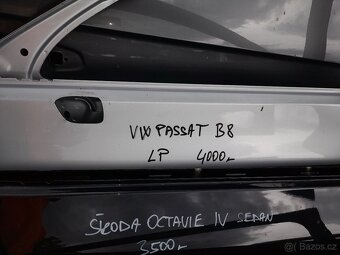 VW PASSAT B8
LP 4000,-
ŠKODA OCTAVIE IV SEDAN
3500,-
Bazos.cz